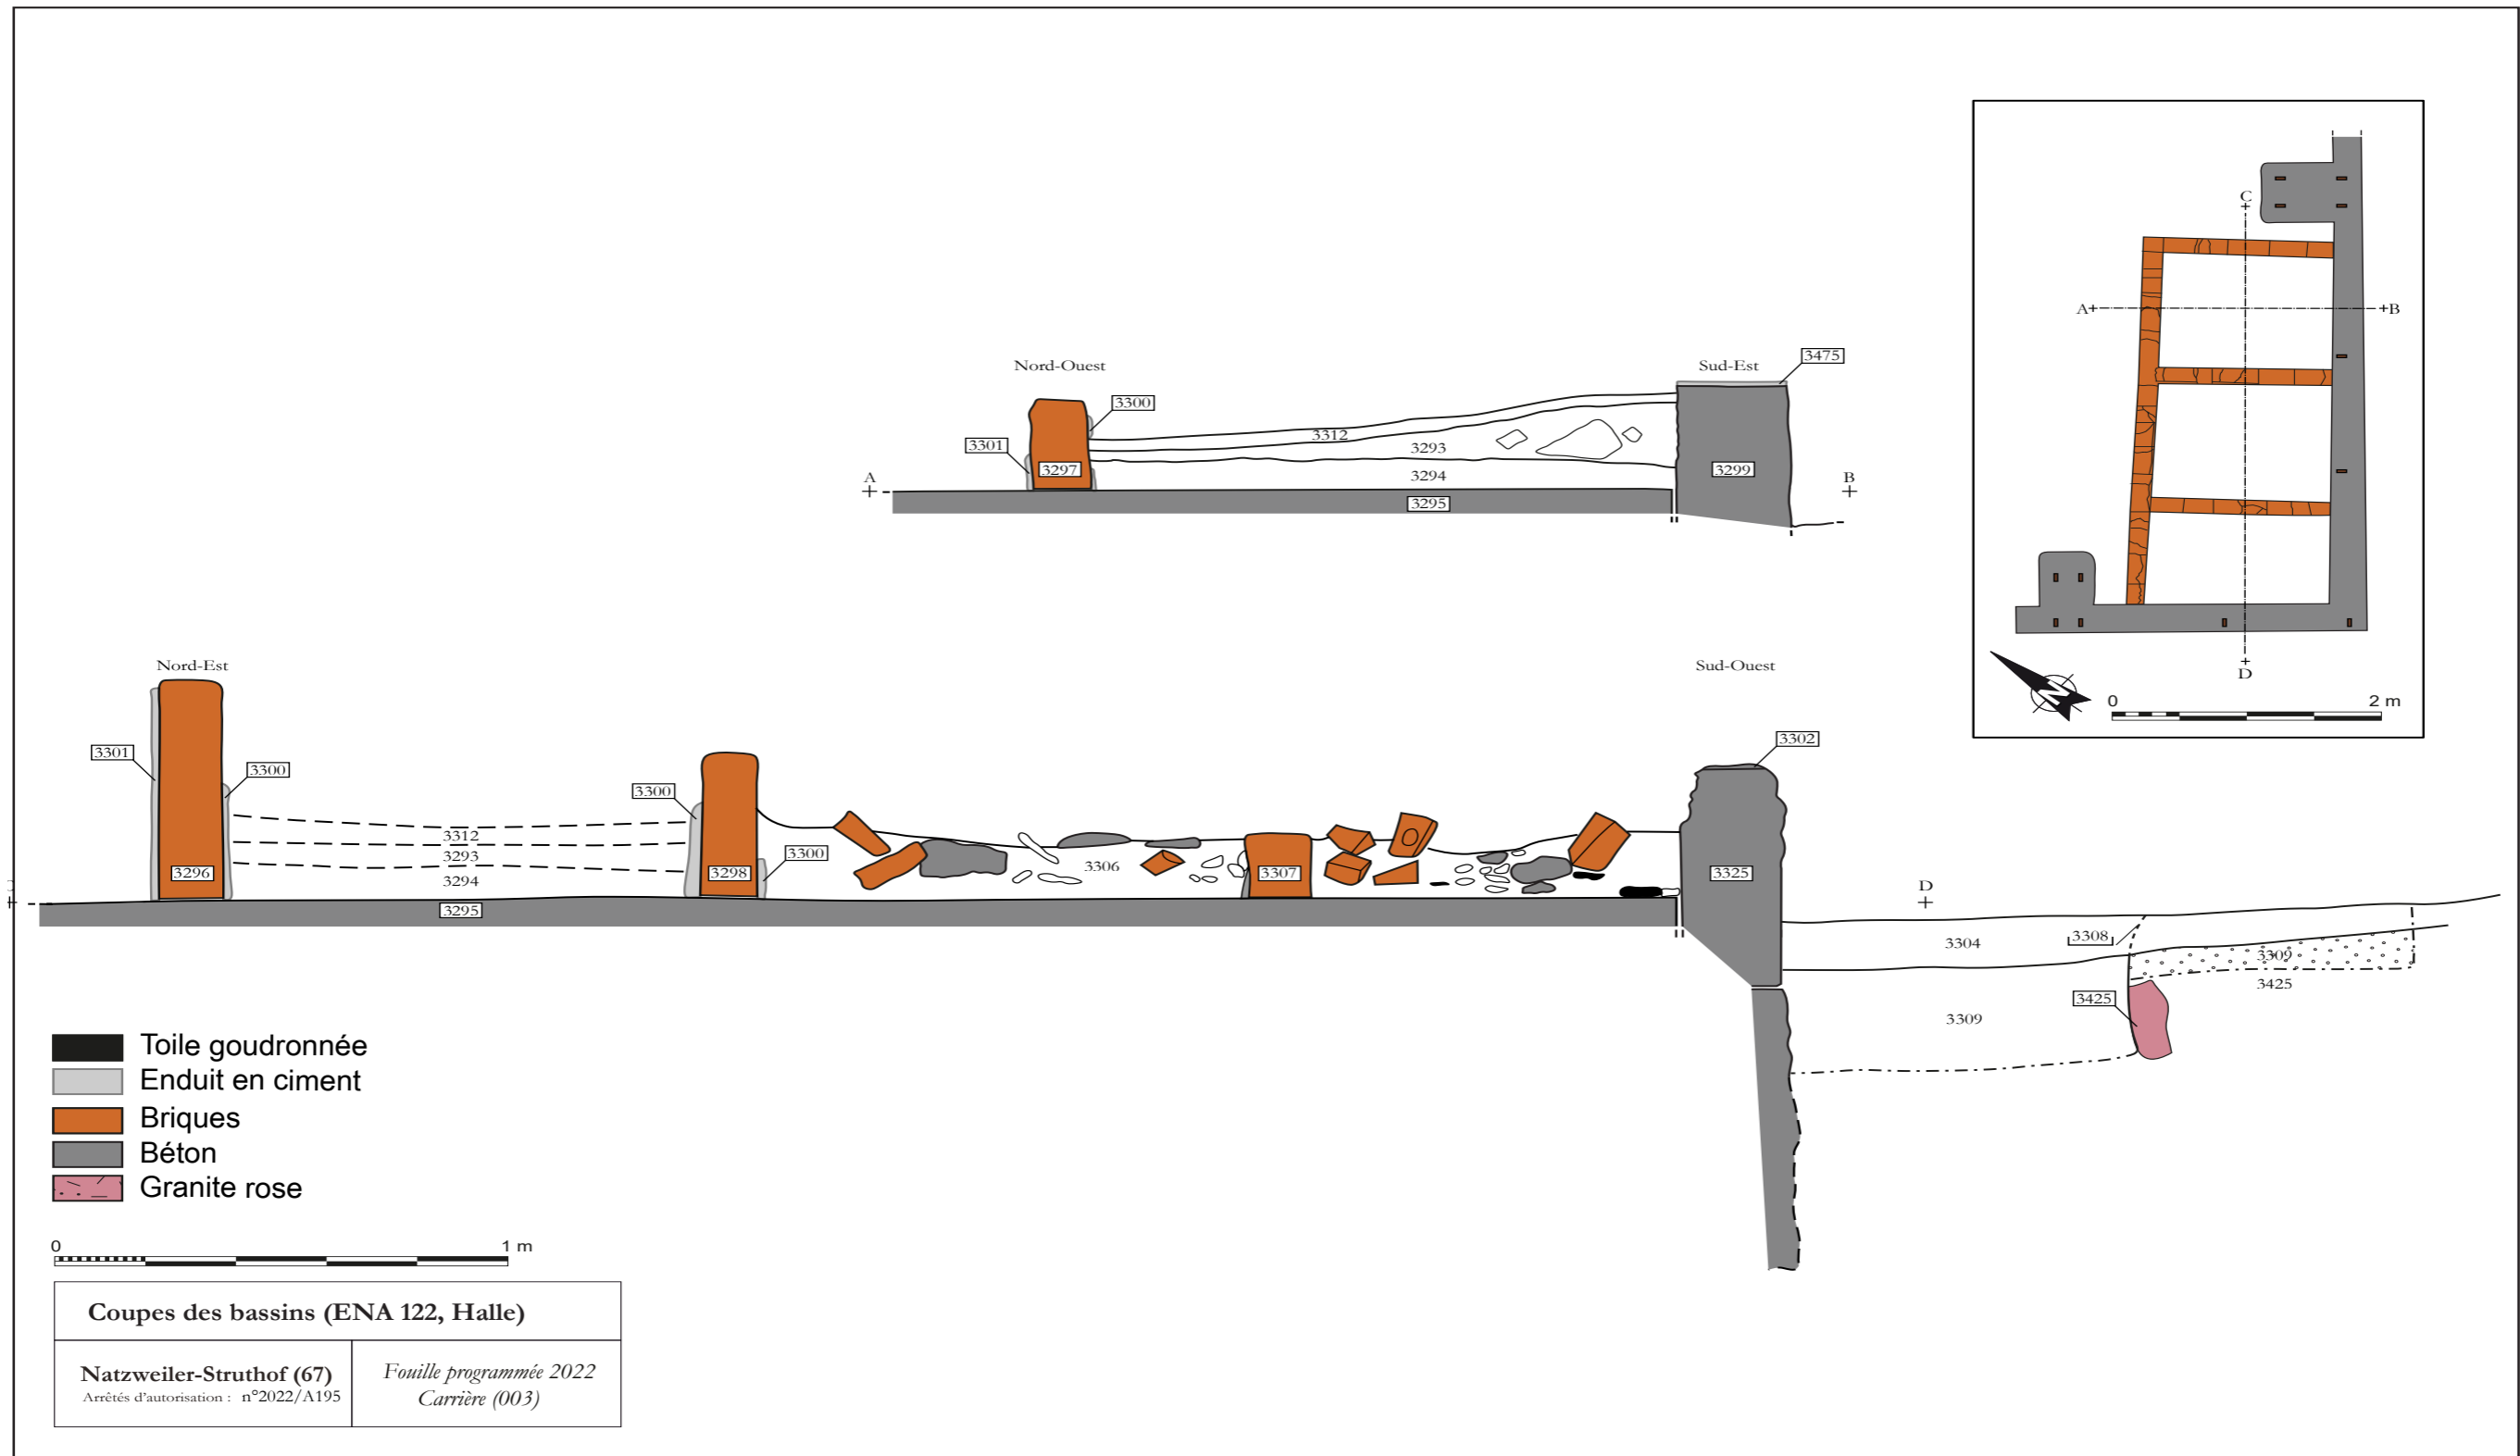 C
A
B
D
0 2 m
Nord-Ouest
Sud-Est
3475
3300
3301
3312
3293
3297
3294
3299
A
B
3295
Nord-Est
Sud-Ouest
3302
3301
3300
3300
3312
3300
3293
3306
3296
3294
3298
3307
3325
D
3295
3304
3308
3309
3425
3425
3309
Toile goudronnée
Enduit en ciment
Briques
Béton
Granite rose
0 1 m
Coupes des bassins (ENA 122, Halle)
Natzweiler-Struthof (67)
Arrêtés d'autorisation : n°2022/A195
Fouille programmée 2022
Carrière (003)